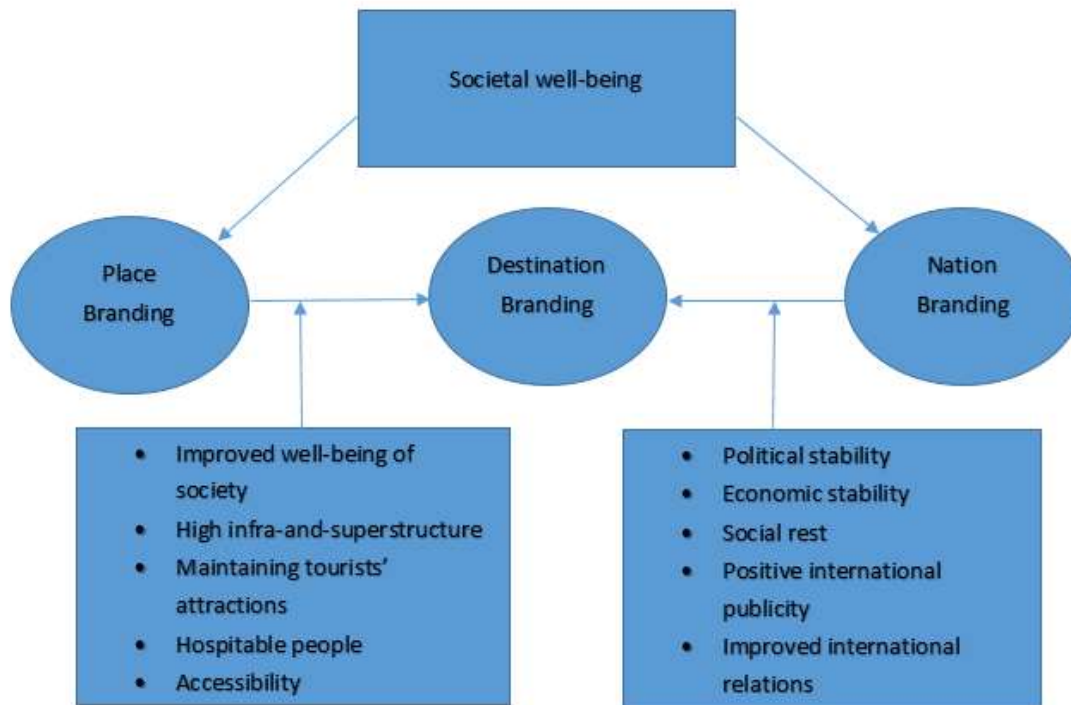 Societal well-being
Place
Branding
Destination
Branding
Nation
Branding
• Improved well-being of
society
• High infra-and-superstructure
• Maintaining tourists’
attractions
• Hospitable people
• Accessibility
• Political stability
• Economic stability
• Social rest
• Positive international
publicity
• Improved international
relations